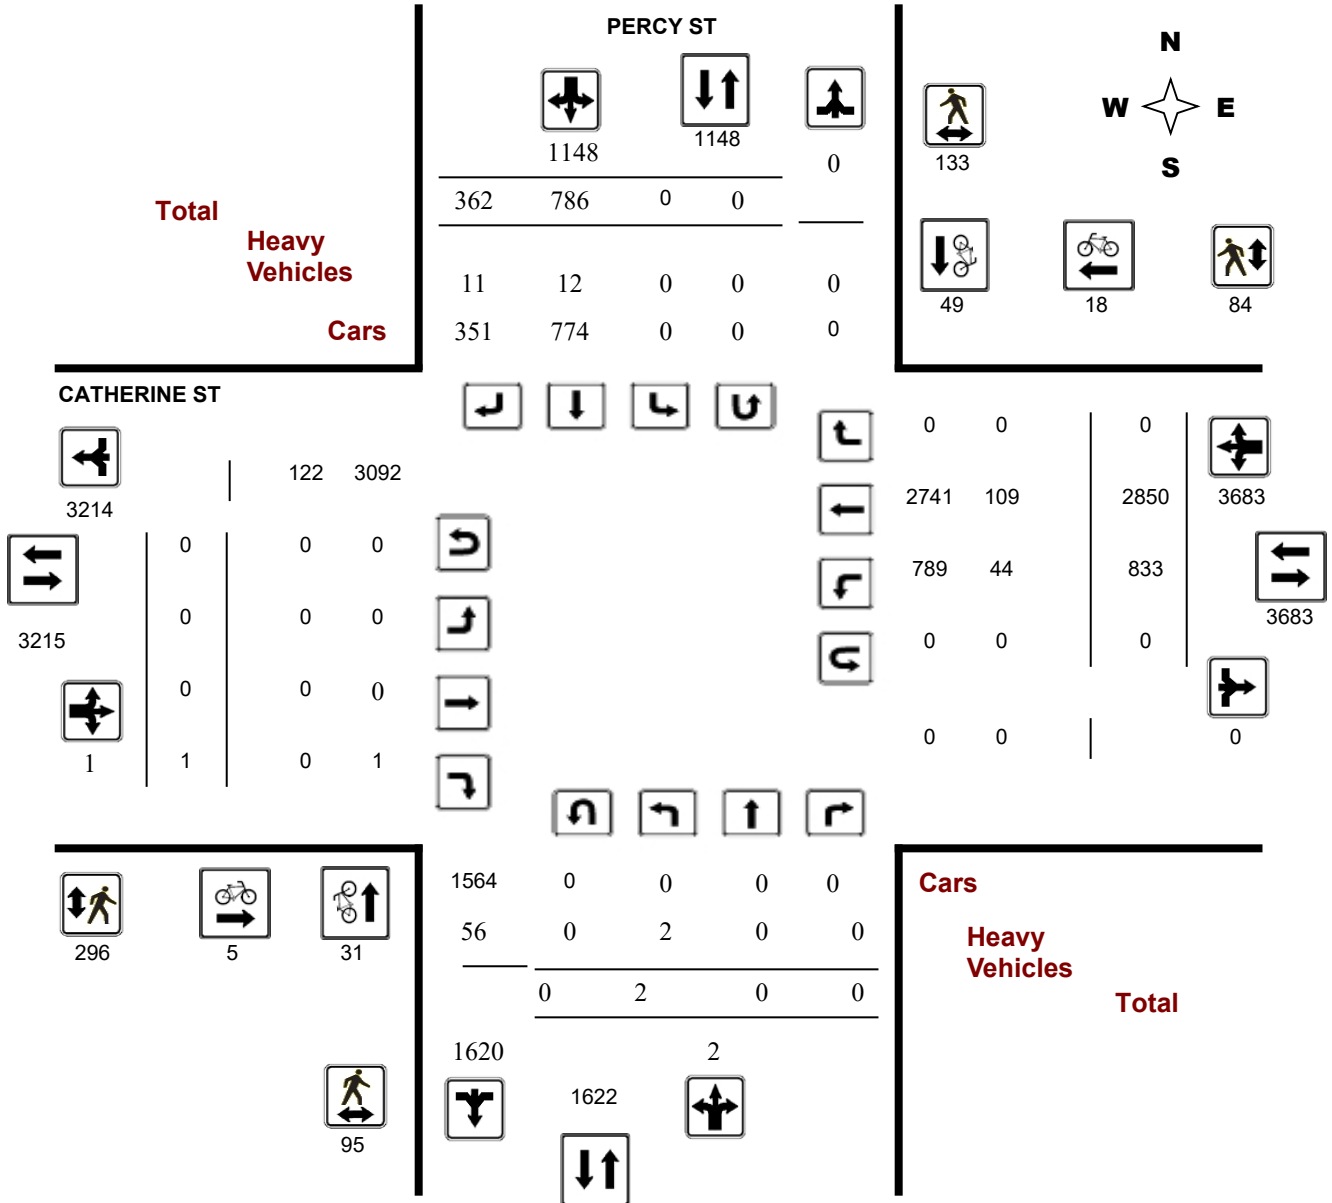 PERCY ST
N
W E
S
1148
1148
0
133
362 786 0 0
Total
Heavy
Vehicles
11 12 0 0 0
49 18 84
Cars
351 774 0 0 0
CATHERINE ST
0 0 0
122 3092
3214
2741 109 2850 3683
0 0 0
789 44 833
3683
0 0 0
3215
0 0 0
0 0 0
0 0 0
1 1 0 1
1564 0 0 0 0
Cars
56 0 2 0 0
Heavy
Vehicles
296 5 31
0 2 0 0
Total
1620 2
1622
95